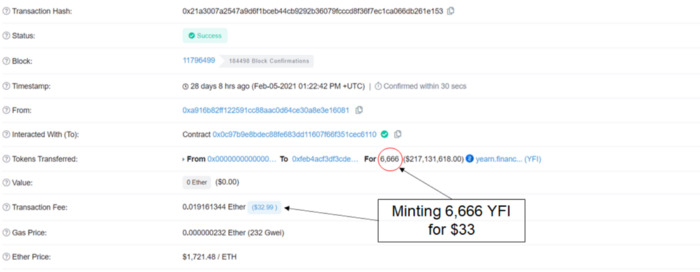 Transaction Hash: 0x21a3007a2547a9d6f1bceb44cb9292b36079fcccd8f36f7ec1ca066db261e153
Status: Success
Block: 11796499 184498 Block Confirmations
Timestamp: 28 days 8 hrs ago (Feb-05-2021 01:22:42 PM +UTC) | Confirmed within 30 secs
From: 0xa916b82ff122591cc88aac0d64ce30a8e3e16081
Interacted With (To): Contract 0x0c97b9e8bdec88fe683dd11607f66f351cec6110
Tokens Transferred: From 0x0000000000000... To 0xfeb4acf3df3cde... For 6,666 ($217,131,618.00) yearn.financ... (YFI)
Value: 0 Ether ($0.00)
Transaction Fee: 0.019161344 Ether ($32.99)
Minting 6,666 YFI
for $33
Gas Price: 0.000000232 Ether (232 Gwei)
Ether Price: $1,721.48 / ETH